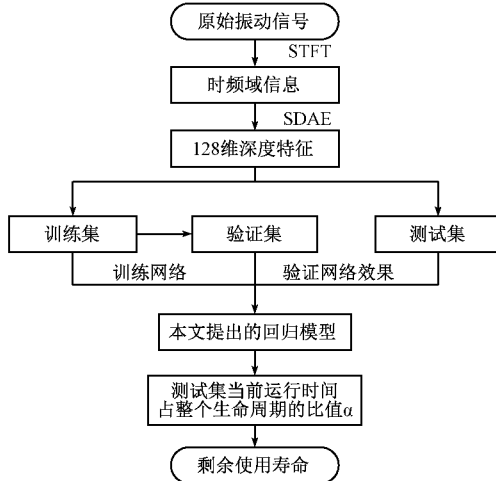 原始振动信号
STFT
时频域信息
SDAE
128维深度特征
训练集
验证集
测试集
训练网络
验证网络效果
本文提出的回归模型
测试集当前运行时间
占整个生命周期的比值α
剩余使用寿命